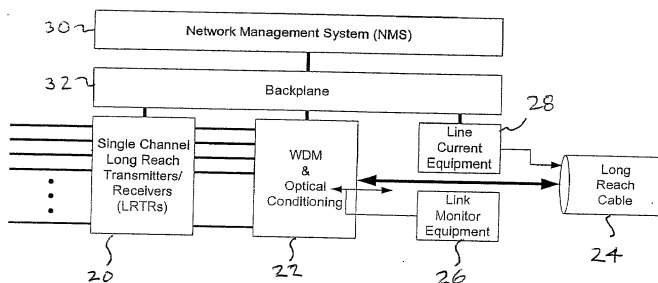 30
Network Management System (NMS)
32
Backplane
28
Single Channel
Long Reach
Transmitters/
Receivers
(LRTRs)
WDM
&
Optical
Conditioning
Line
Current
Equipment
Link
Monitor
Equipment
Long
Reach
Cable
20
22
26
24